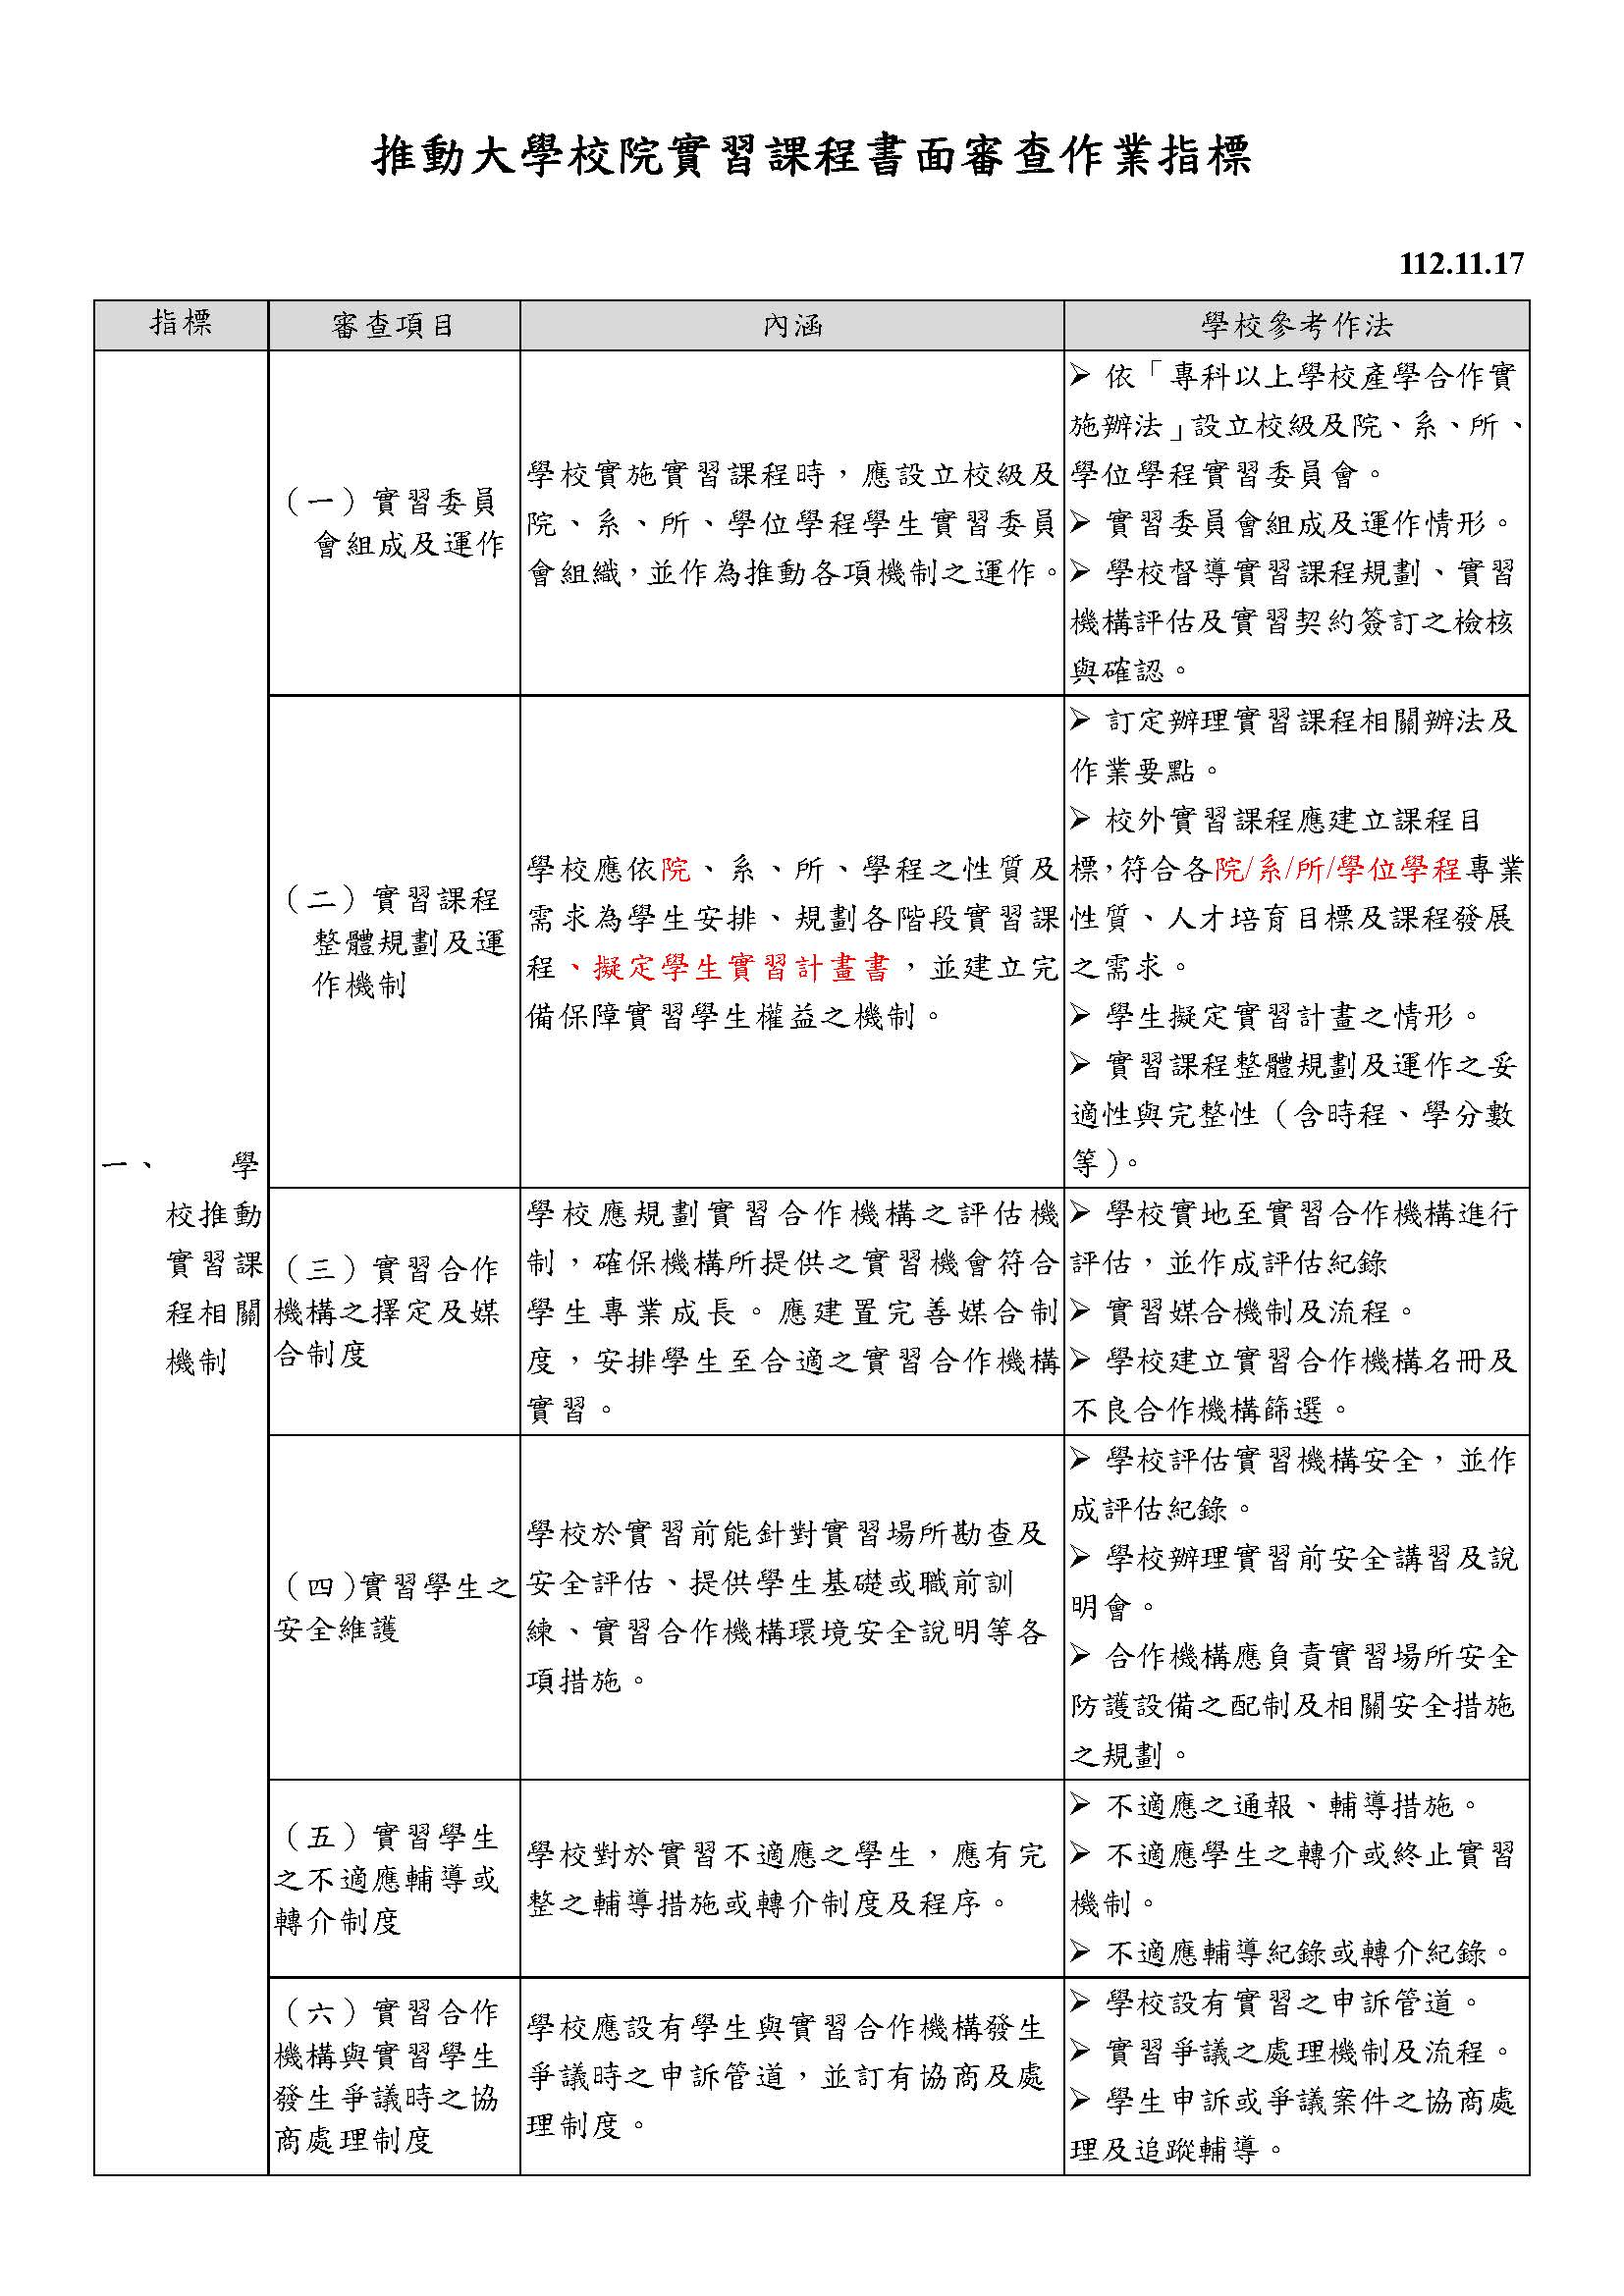 推動大學校院實習課程書面審查作業指標
112.11.17
指標
審查項目
內涵
學校參考作法
一、 學
校推動
實習課
程相關
機制
（一）實習委員
會組成及運作
學校實施實習課程時，應設立校級及
院、系、所、學位學程學生實習委員
會組織，並作為推動各項機制之運作。
➢ 依「專科以上學校產學合作實
施辦法」設立校級及院、系、所、
學位學程實習委員會。
➢ 實習委員會組成及運作情形。
➢ 學校督導實習課程規劃、實習
機構評估及實習契約簽訂之檢核
與確認。
（二）實習課程
整體規劃及運
作機制
學校應依院、系、所、學程之性質及
需求為學生安排、規劃各階段實習課
程、擬定學生實習計畫書，並建立完
備保障實習學生權益之機制。
➢ 訂定辦理實習課程相關辦法及
作業要點。
➢ 校外實習課程應建立課程目
標，符合各院/系/所/學位學程專業
性質、人才培育目標及課程發展
之需求。
➢ 學生擬定實習計畫之情形。
➢ 實習課程整體規劃及運作之妥
適性與完整性（含時程、學分數
等）。
（三）實習合作
機構之擇定及媒
合制度
學校應規劃實習合作機構之評估機
制，確保機構所提供之實習機會符合
學生專業成長。應建置完善媒合制
度，安排學生至合適之實習合作機構
實習。
➢ 學校實地至實習合作機構進行
評估，並作成評估紀錄
➢ 實習媒合機制及流程。
➢ 學校建立實習合作機構名冊及
不良合作機構篩選。
（四）實習學生之
安全維護
學校於實習前能針對實習場所勘查及
安全評估、提供學生基礎或職前訓
練、實習合作機構環境安全說明等各
項措施。
➢ 學校評估實習機構安全，並作
成評估紀錄。
➢ 學校辦理實習前安全講習及說
明會。
➢ 合作機構應負責實習場所安全
防護設備之配制及相關安全措施
之規劃。
（五）實習學生
之不適應輔導或
轉介制度
學校對於實習不適應之學生，應有完
整之輔導措施或轉介制度及程序。
➢ 不適應之通報、輔導措施。
➢ 不適應學生之轉介或終止實習
機制。
➢ 不適應輔導紀錄或轉介紀錄。
（六）實習合作
機構與實習學生
發生爭議時之協
商處理制度
學校應設有學生與實習合作機構發生
爭議時之申訴管道，並訂有協商及處
理制度。
➢ 學校設有實習之申訴管道。
➢ 實習爭議之處理機制及流程。
➢ 學生申訴或爭議案件之協商處
理及追蹤輔導。